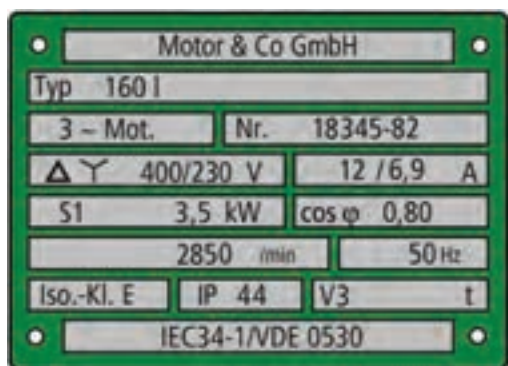 Motor & Co GmbH
Typ 160 l
3 ~ Mot. Nr. 18345-82
Δ Y 400/230 V 12 / 6,9 A
S1 3,5 kW cos φ 0,80
2850 /min 50 Hz
Iso.-Kl. E IP 44 V3 t
IEC34-1/VDE 0530